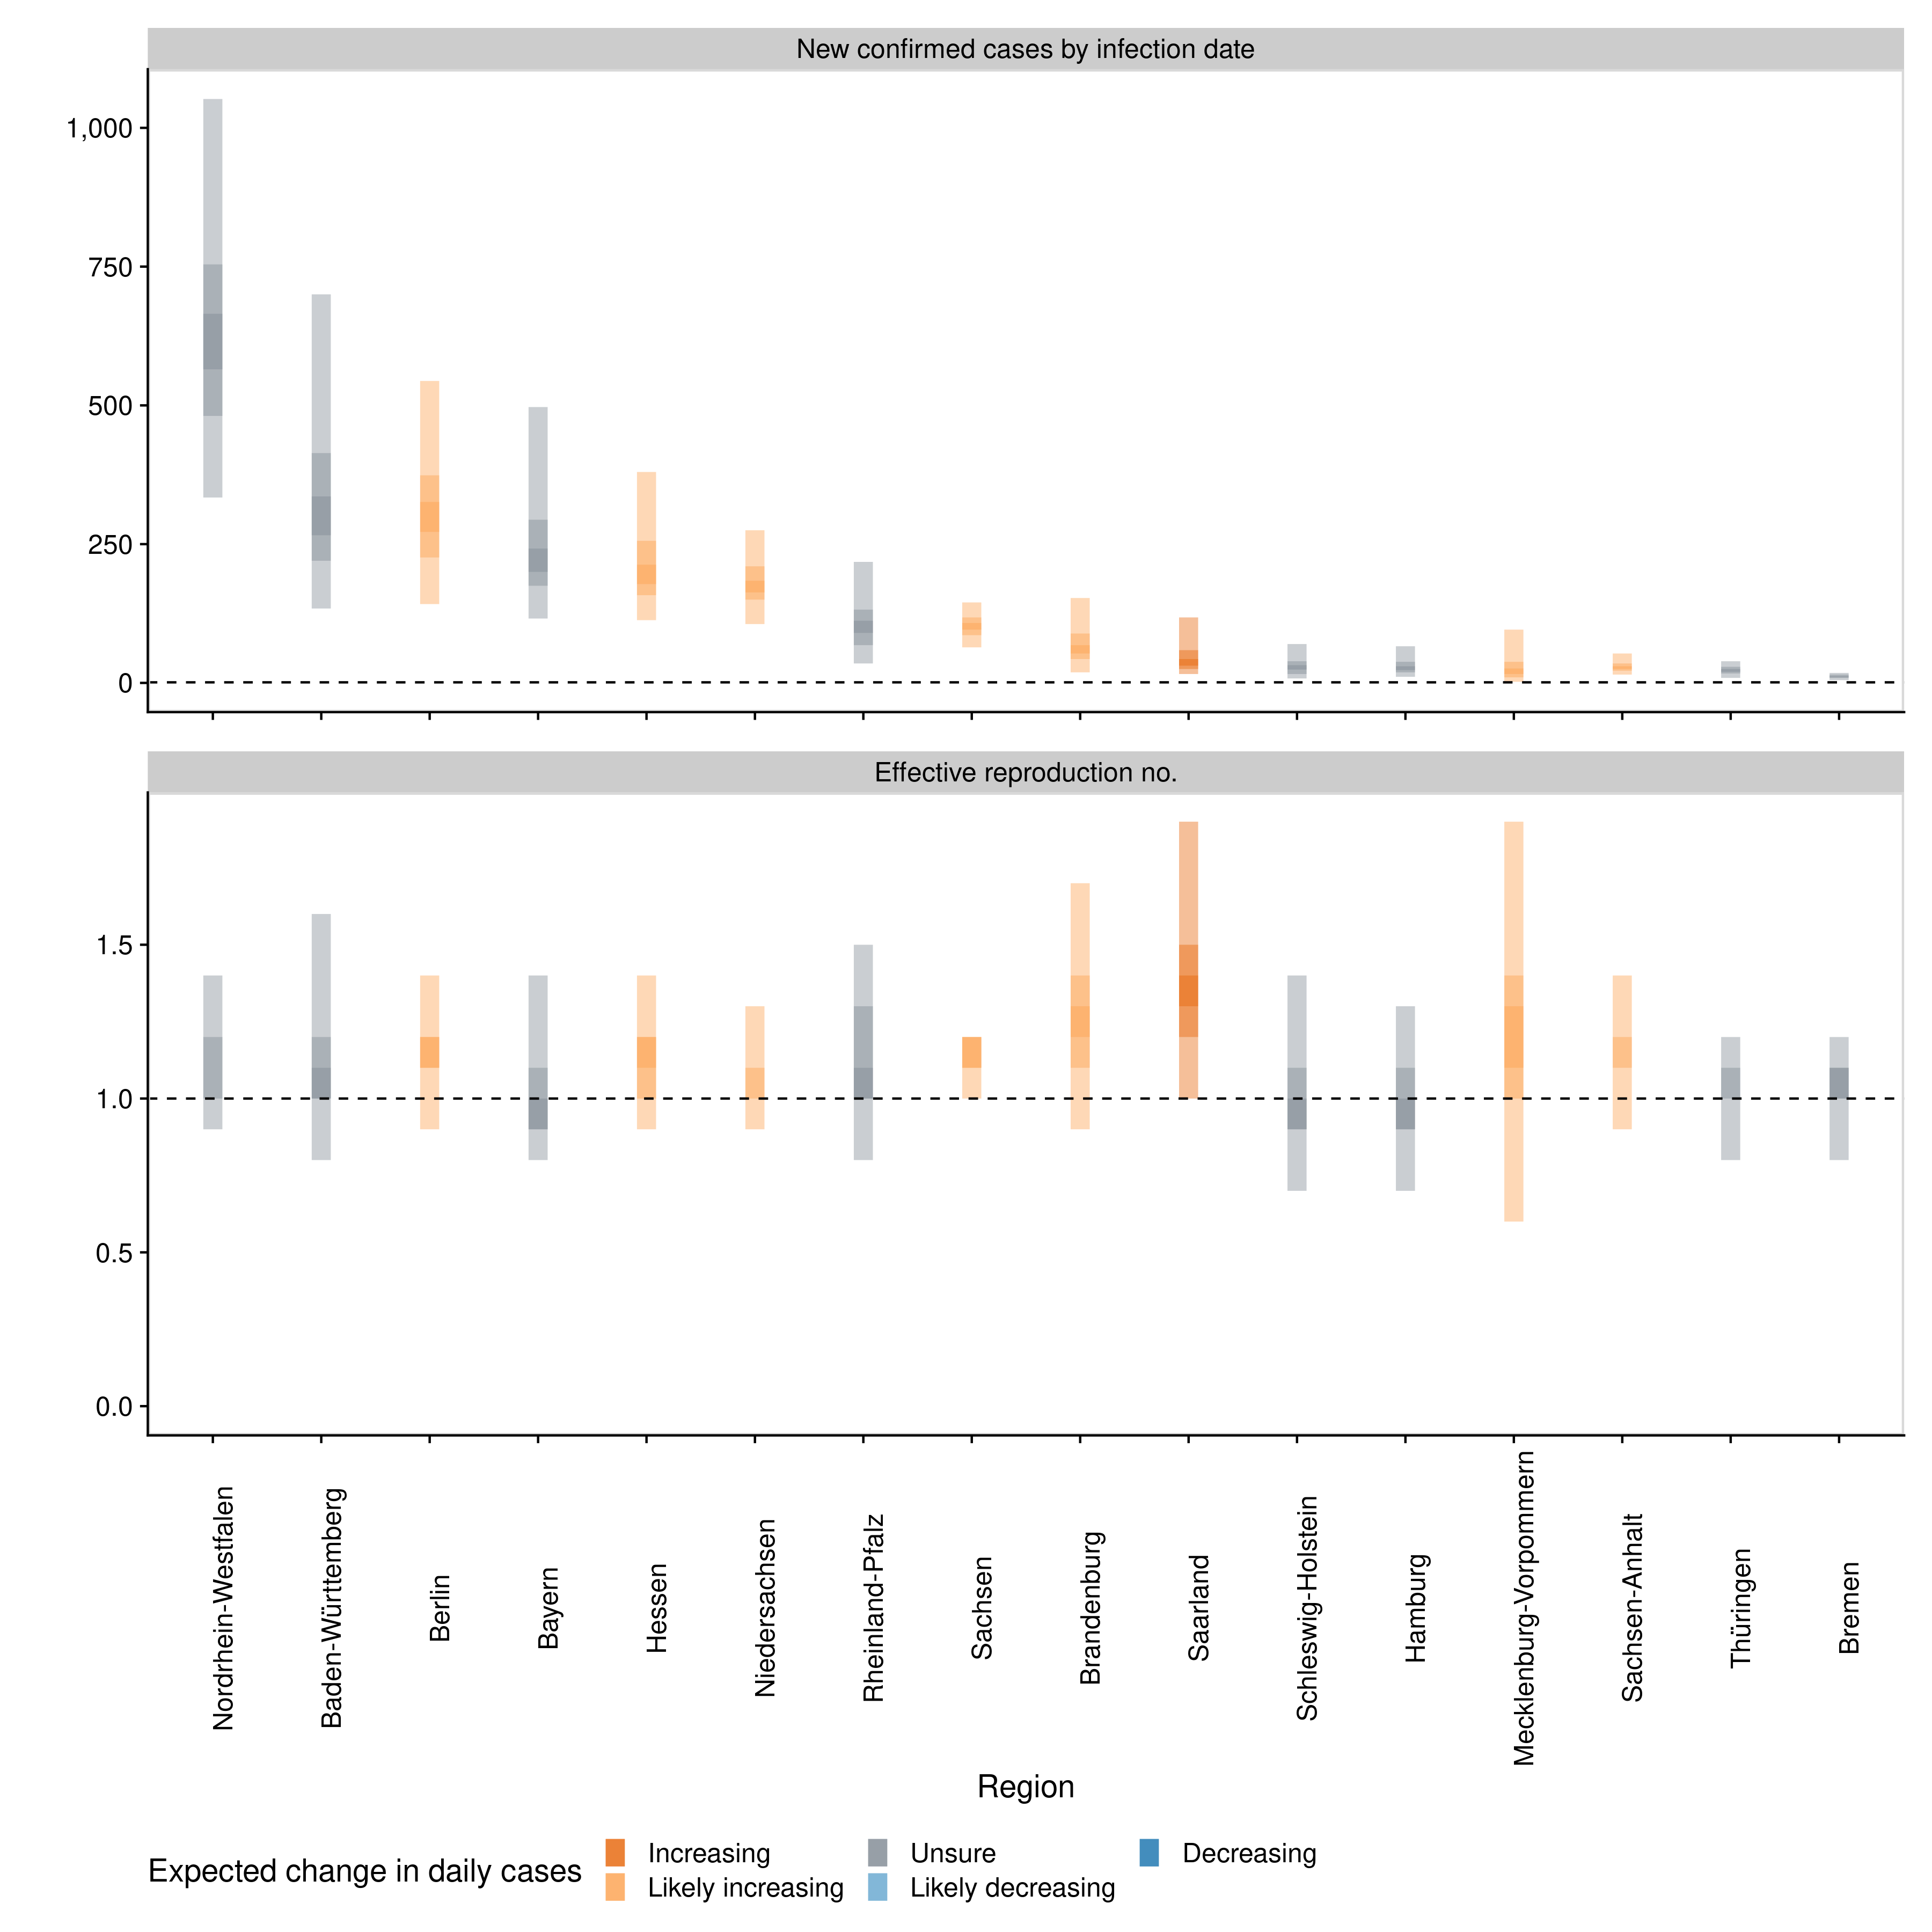 New confirmed cases by infection date
1,000
750
500
250
0
Effective reproduction no.
1.5
1.0
0.5
0.0
Nordrhein-Westfalen
Baden-Württemberg
Berlin
Bayern
Hessen
Niedersachsen
Rheinland-Pfalz
Sachsen
Brandenburg
Saarland
Schleswig-Holstein
Hamburg
Mecklenburg-Vorpommern
Sachsen-Anhalt
Thüringen
Bremen
Region
Expected change in daily cases
Increasing
Likely increasing
Unsure
Likely decreasing
Decreasing